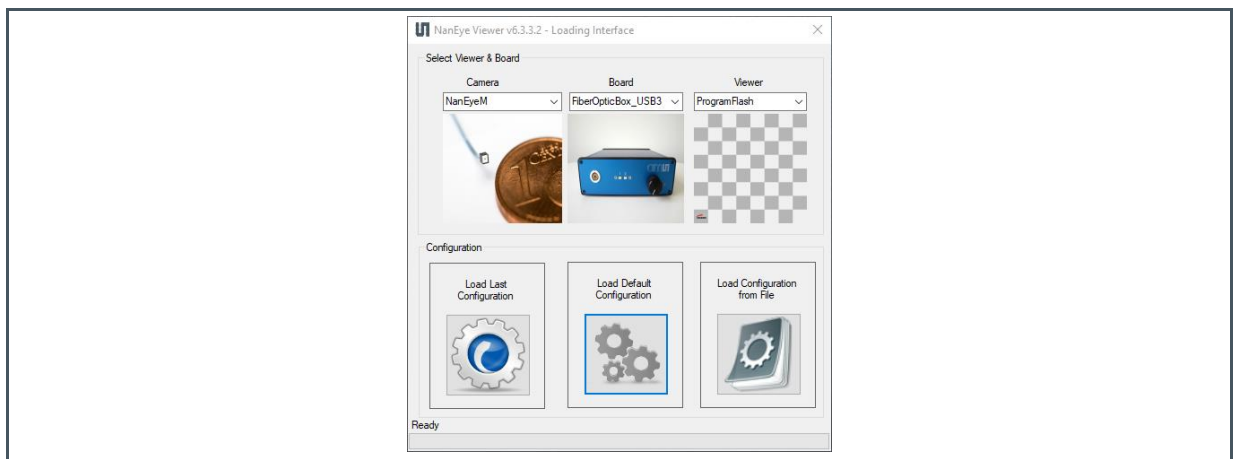 NanEye Viewer v6.3.3.2 - Loading Interface
Select Viewer & Board
Camera
Board
Viewer
NanEyeM
FiberOpticBox_USB3
ProgramFlash
Configuration
Load Last
Configuration
Load Default
Configuration
Load Configuration
from File
Ready